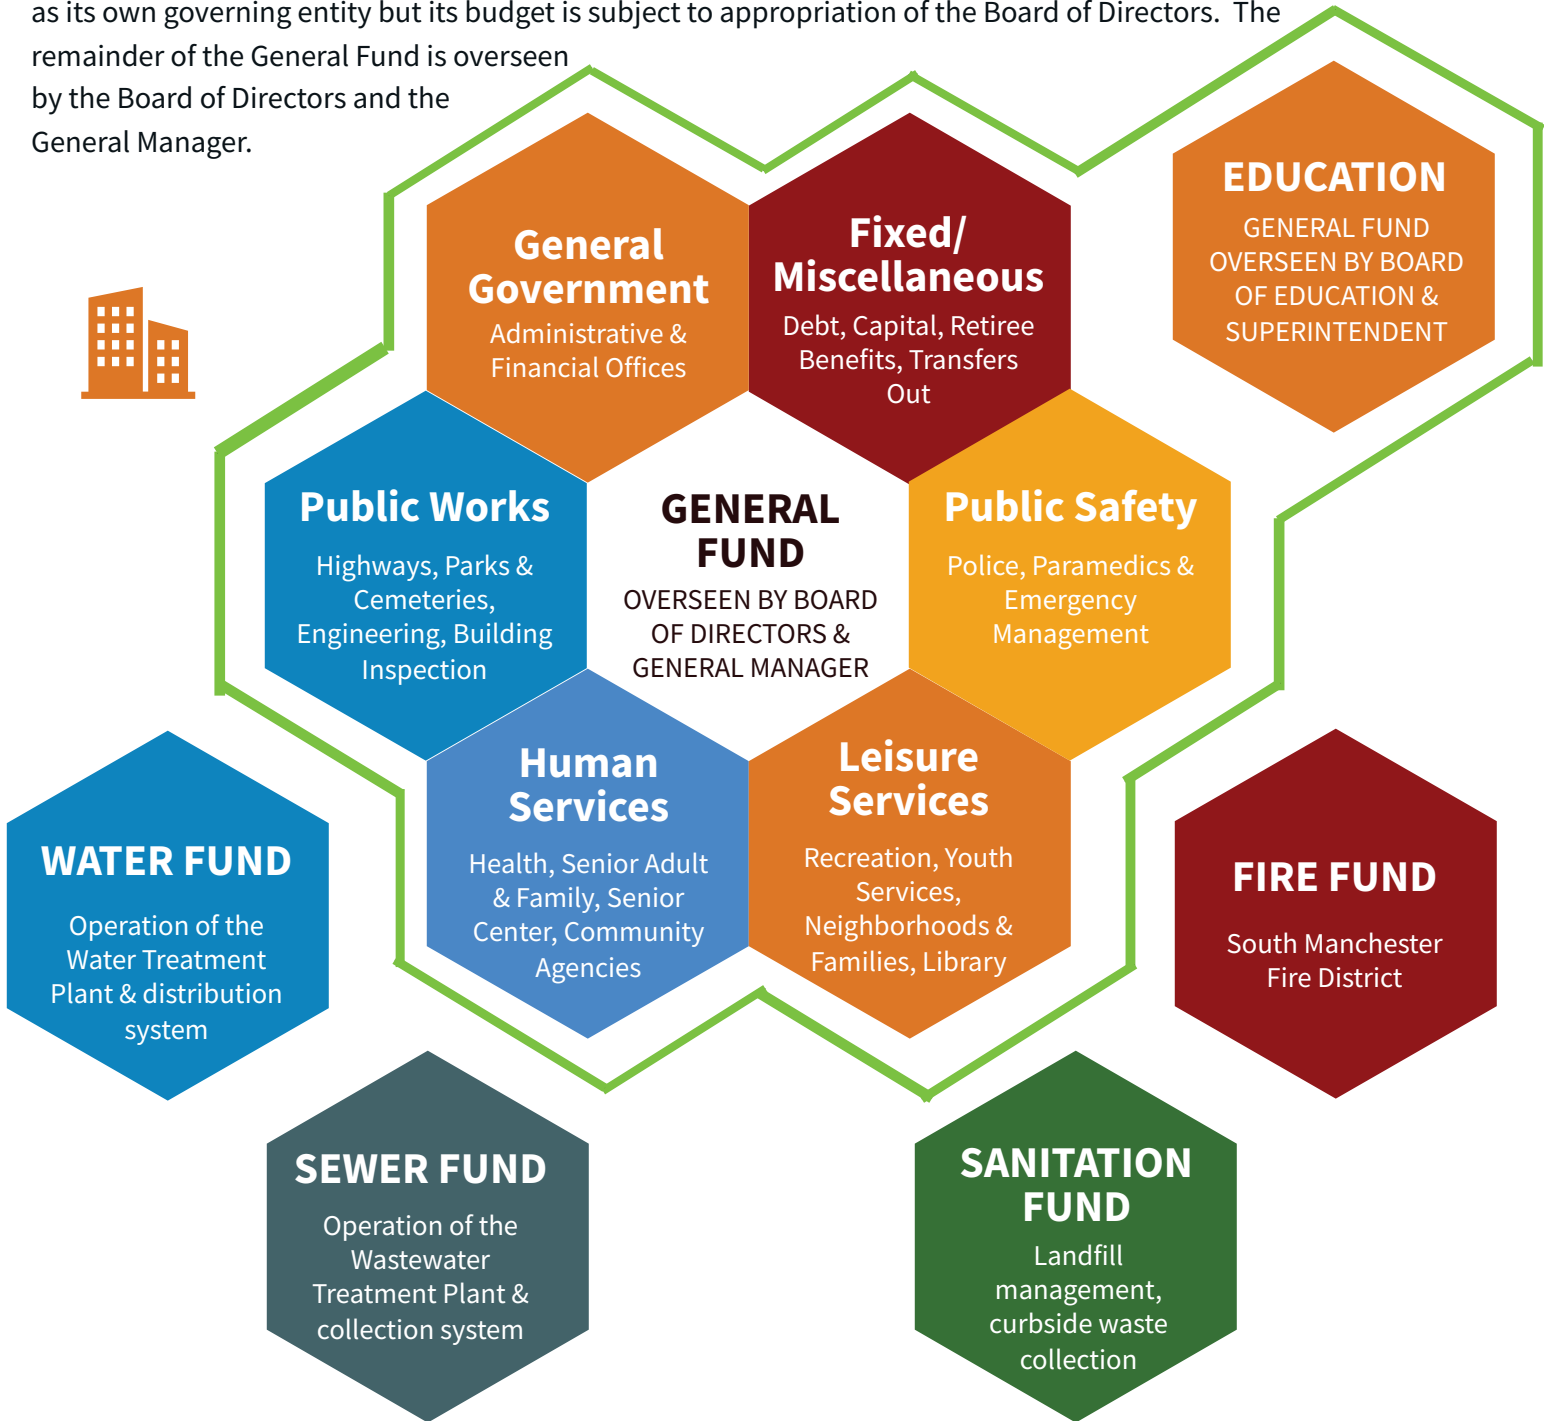 as its own governing entity but its budget is subject to appropriation of the Board of Directors. The
remainder of the General Fund is overseen
by the Board of Directors and the
General Manager.
EDUCATION
GENERAL FUND
OVERSEEN BY BOARD
OF EDUCATION &
SUPERINTENDENT
General
Government
Administrative &
Financial Offices
Fixed/
Miscellaneous
Debt, Capital, Retiree
Benefits, Transfers
Out
Public Works
Highways, Parks &
Cemeteries,
Engineering, Building
Inspection
GENERAL
FUND
OVERSEEN BY BOARD
OF DIRECTORS &
GENERAL MANAGER
Public Safety
Police, Paramedics &
Emergency
Management
Human
Services
Health, Senior Adult
& Family, Senior
Center, Community
Agencies
Leisure
Services
Recreation, Youth
Services,
Neighborhoods &
Families, Library
WATER FUND
Operation of the
Water Treatment
Plant & distribution
system
FIRE FUND
South Manchester
Fire District
SEWER FUND
Operation of the
Wastewater
Treatment Plant &
collection system
SANITATION
FUND
Landfill
management,
curbside waste
collection